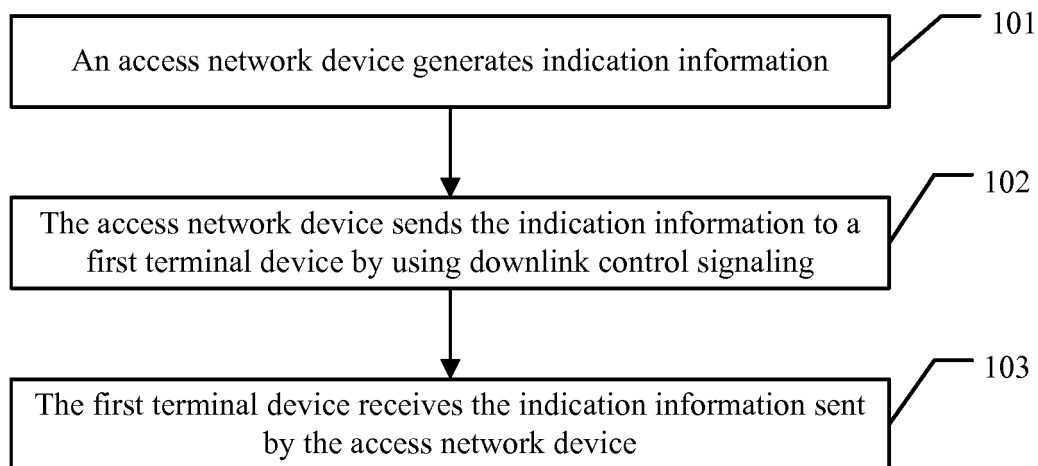 An access network device generates indication information
101
The access network device sends the indication information to a
first terminal device by using downlink control signaling
102
The first terminal device receives the indication information sent
by the access network device
103